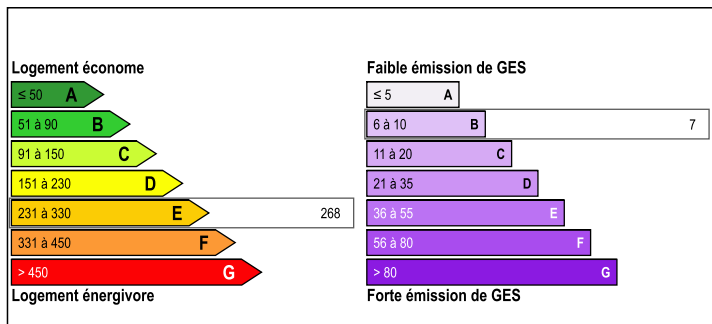 Logement économe
≤ 50 A
51 à 90 B
91 à 150 C
151 à 230 D
231 à 330 E 268
331 à 450 F
> 450 G
Logement énergivore
Faible émission de GES
≤ 5 A
6 à 10 B 7
11 à 20 C
21 à 35 D
36 à 55 E
56 à 80 F
> 80 G
Forte émission de GES